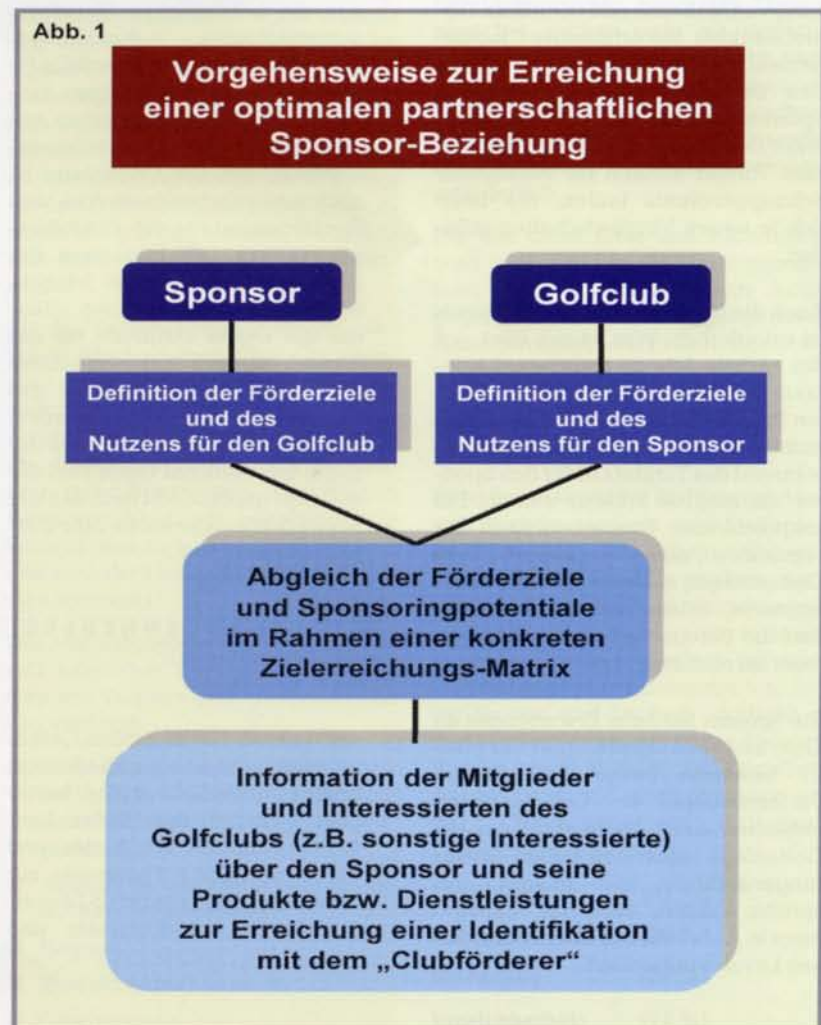 Abb. 1
Vorgehensweise zur Erreichung
einer optimalen partnerschaftlichen
Sponsor-Beziehung
Sponsor
Golfclub
Definition der Förderziele
und des
Nutzens für den Golfclub
Definition der Förderziele
und des
Nutzens für den Sponsor
Abgleich der Förderziele
und Sponsoringpotentiale
im Rahmen einer konkreten
Zielerreichungs-Matrix
Information der Mitglieder
und Interessierten des
Golfclubs (z.B. sonstige Interessierte)
über den Sponsor und seine
Produkte bzw. Dienstleistungen
zur Erreichung einer Identifikation
mit dem „Clubförderer“